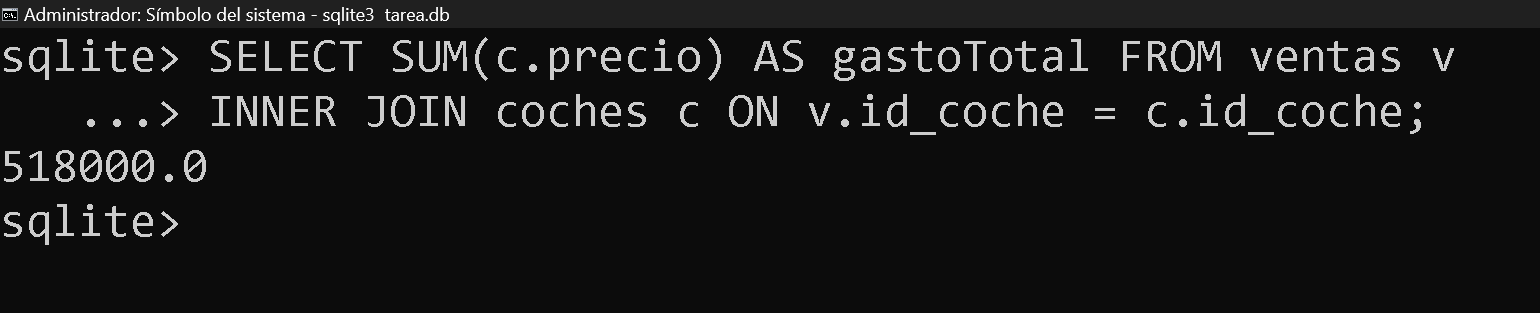 Administrador: Símbolo del sistema - sqlite3  tarea.db
sqlite> SELECT SUM(c.precio) AS gastoTotal FROM ventas v
   ...> INNER JOIN coches c ON v.id_coche = c.id_coche;
518000.0
sqlite>